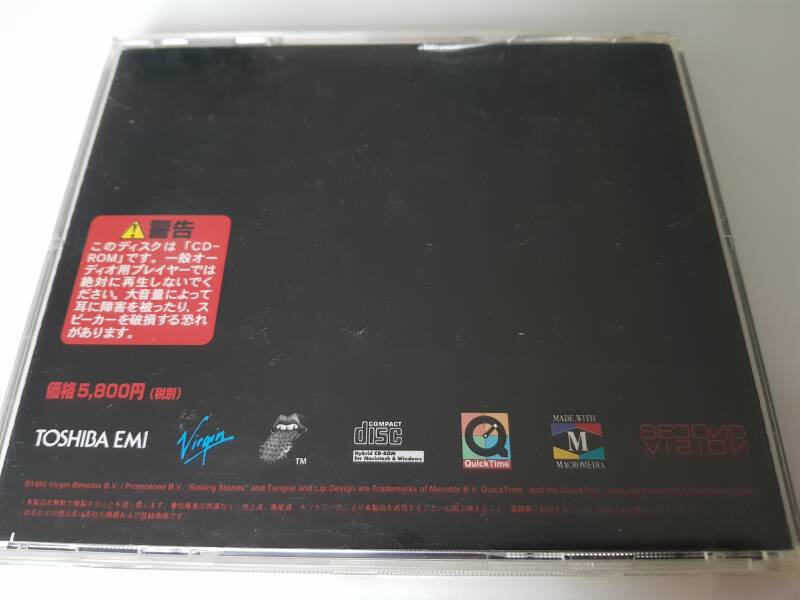 警告
このディスクは「CD-
ROM」です。一般オー
ディオ用プレイヤーでは
絶対に再生しないでく
ださい。大音量によって
耳に障害を被ったり、ス
ピーカーを破損する恐れ
があります。
価格5,800円(税別)
TOSHIBA EMI
Virgin
TM
COMPACT
disc
Hybrid CD-ROM
for Macintosh & Windows
QuickTime
MADE WITH
M
MACROMEDIA
SECOND
VISION
©1995 Virgin Benelux B.V. / Promotone B.V. "Rolling Stones" and Tongue and Lip Design are Trademarks of Musidor B.V. QuickTime and the QuickTime